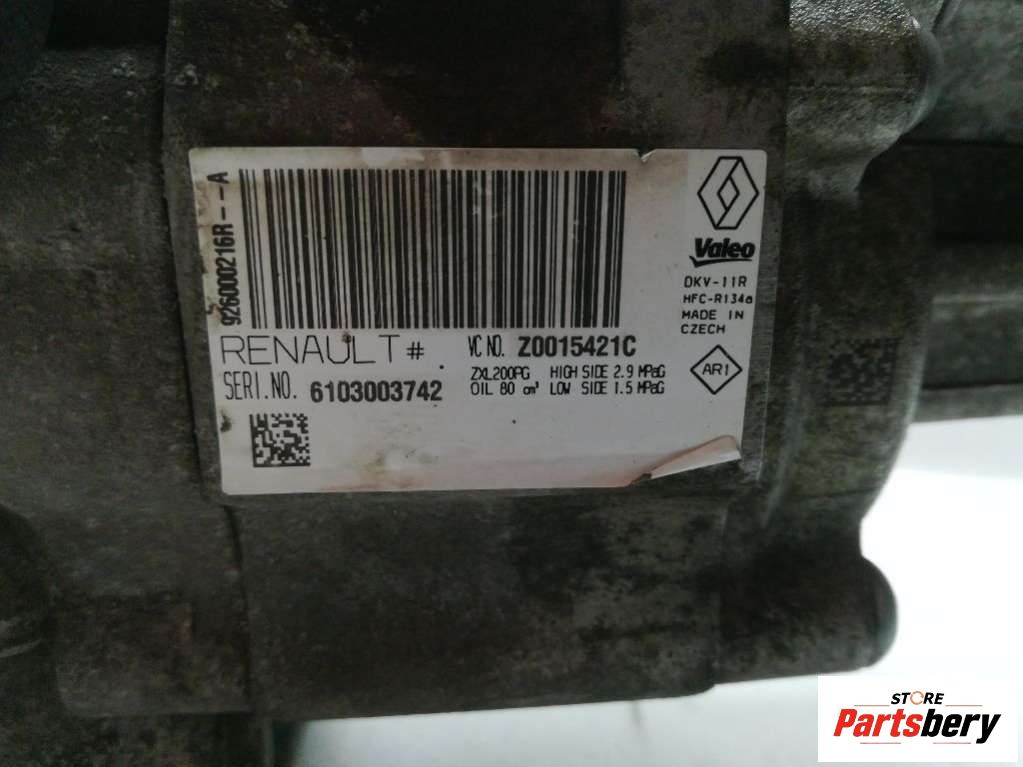 926000216R--A
Valeo
DKV-11R
HFC-R134a
MADE IN
CZECH
RENAULT#
VC NO. Z0015421C
SERI.NO. 6103003742
ZXL200PG HIGH SIDE 2.9 MPaG
OIL 80 cm³ LOW SIDE 1.5 MPaG
AR1
STORE
Partsbery